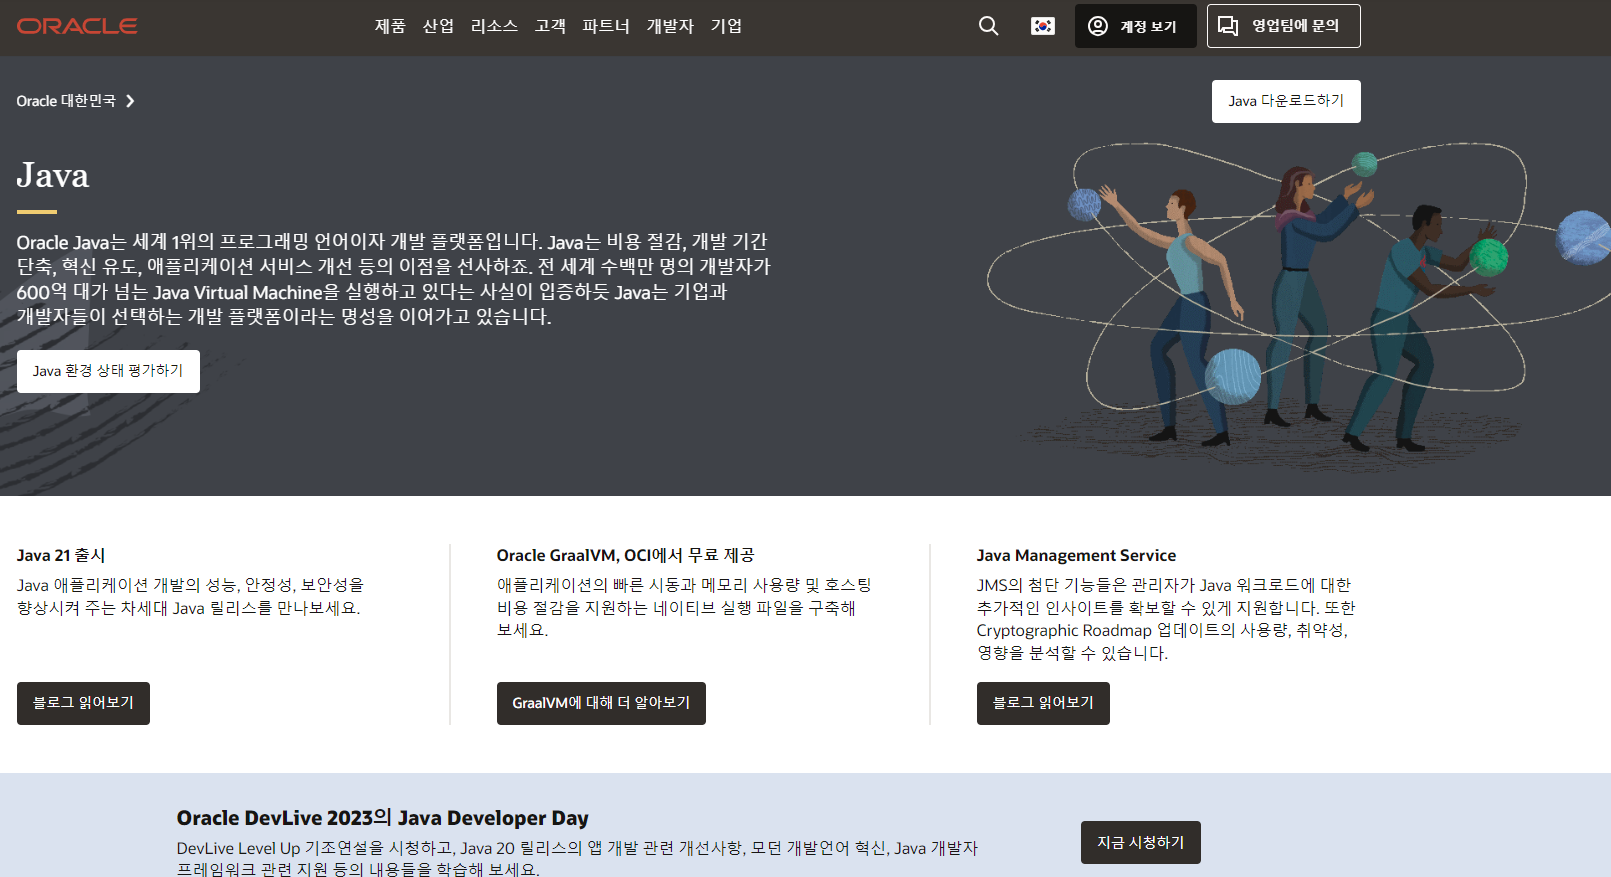 ORACLE
제품 산업 리소스 고객 파트너 개발자 기업
계정 보기
영업팀에 문의
Oracle 대한민국
Java 다운로드하기
Java
Oracle Java는 세계 1위의 프로그래밍 언어이자 개발 플랫폼입니다. Java는 비용 절감, 개발 기간
단축, 혁신 유도, 애플리케이션 서비스 개선 등의 이점을 선사하죠. 전 세계 수백만 명의 개발자가
600억 대가 넘는 Java Virtual Machine을 실행하고 있다는 사실이 입증하듯 Java는 기업과
개발자들이 선택하는 개발 플랫폼이라는 명성을 이어가고 있습니다.
Java 환경 상태 평가하기
Java 21 출시
Java 애플리케이션 개발의 성능, 안정성, 보안성을
향상시켜 주는 차세대 Java 릴리스를 만나보세요.
블로그 읽어보기
Oracle GraalVM, OCI에서 무료 제공
애플리케이션의 빠른 시동과 메모리 사용량 및 호스팅
비용 절감을 지원하는 네이티브 실행 파일을 구축해
보세요.
GraalVM에 대해 더 알아보기
Java Management Service
JMS의 첨단 기능들은 관리자가 Java 워크로드에 대한
추가적인 인사이트를 확보할 수 있게 지원합니다. 또한
Cryptographic Roadmap 업데이트의 사용량, 취약성,
영향을 분석할 수 있습니다.
블로그 읽어보기
Oracle DevLive 2023의 Java Developer Day
DevLive Level Up 기조연설을 시청하고, Java 20 릴리스의 앱 개발 관련 개선사항, 모던 개발언어 혁신, Java 개발자
프레임워크 관련 지원 등의 내용들을 학습해 보세요.
지금 시청하기